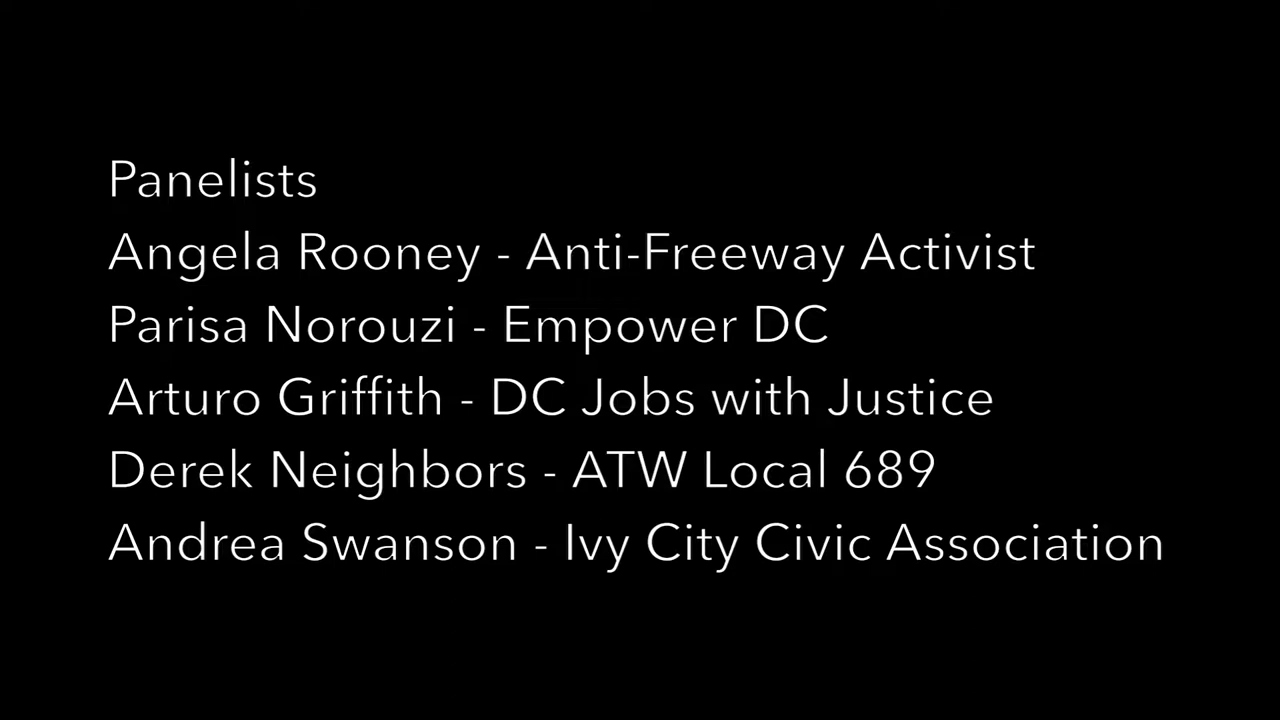 Panelists
Angela Rooney - Anti-Freeway Activist
Parisa Norouzi - Empower DC
Arturo Griffith - DC Jobs with Justice
Derek Neighbors - ATW Local 689
Andrea Swanson - Ivy City Civic Association